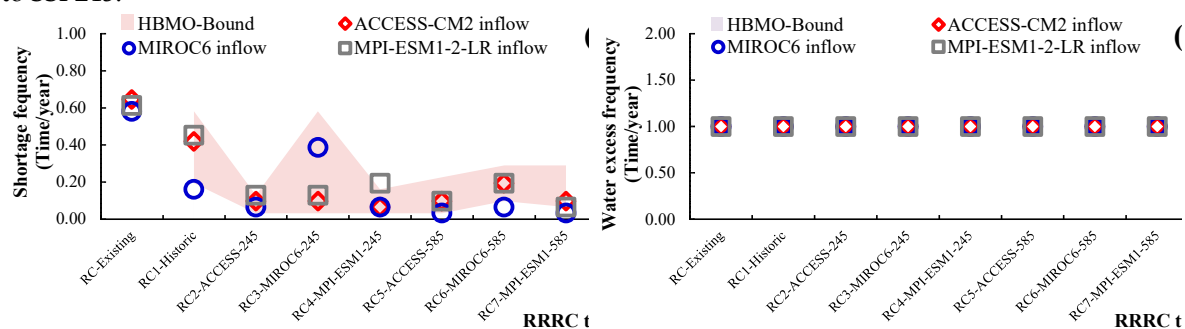 to SSP245.
HBMO-Bound
ACCESS-CM2 inflow
MIROC6 inflow
MPI-ESM1-2-LR inflow
(
Shortage fequency
(Time/year)
1.00
0.80
0.60
0.40
0.20
0.00
RC-Existing
RC1-Historic
RC2-ACCESS-245
RC3-MIROC6-245
RC4-MPI-ESM1-245
RC5-ACCESS-585
RC6-MIROC6-585
RC7-MPI-ESM1-585
RRRC t
HBMO-Bound
ACCESS-CM2 inflow
MIROC6 inflow
MPI-ESM1-2-LR inflow
(
Water excess frequency
(Time/year)
2.00
1.50
1.00
0.50
0.00
RC-Existing
RC1-Historic
RC2-ACCESS-245
RC3-MIROC6-245
RC4-MPI-ESM1-245
RC5-ACCESS-585
RC6-MIROC6-585
RC7-MPI-ESM1-585
RRRC t